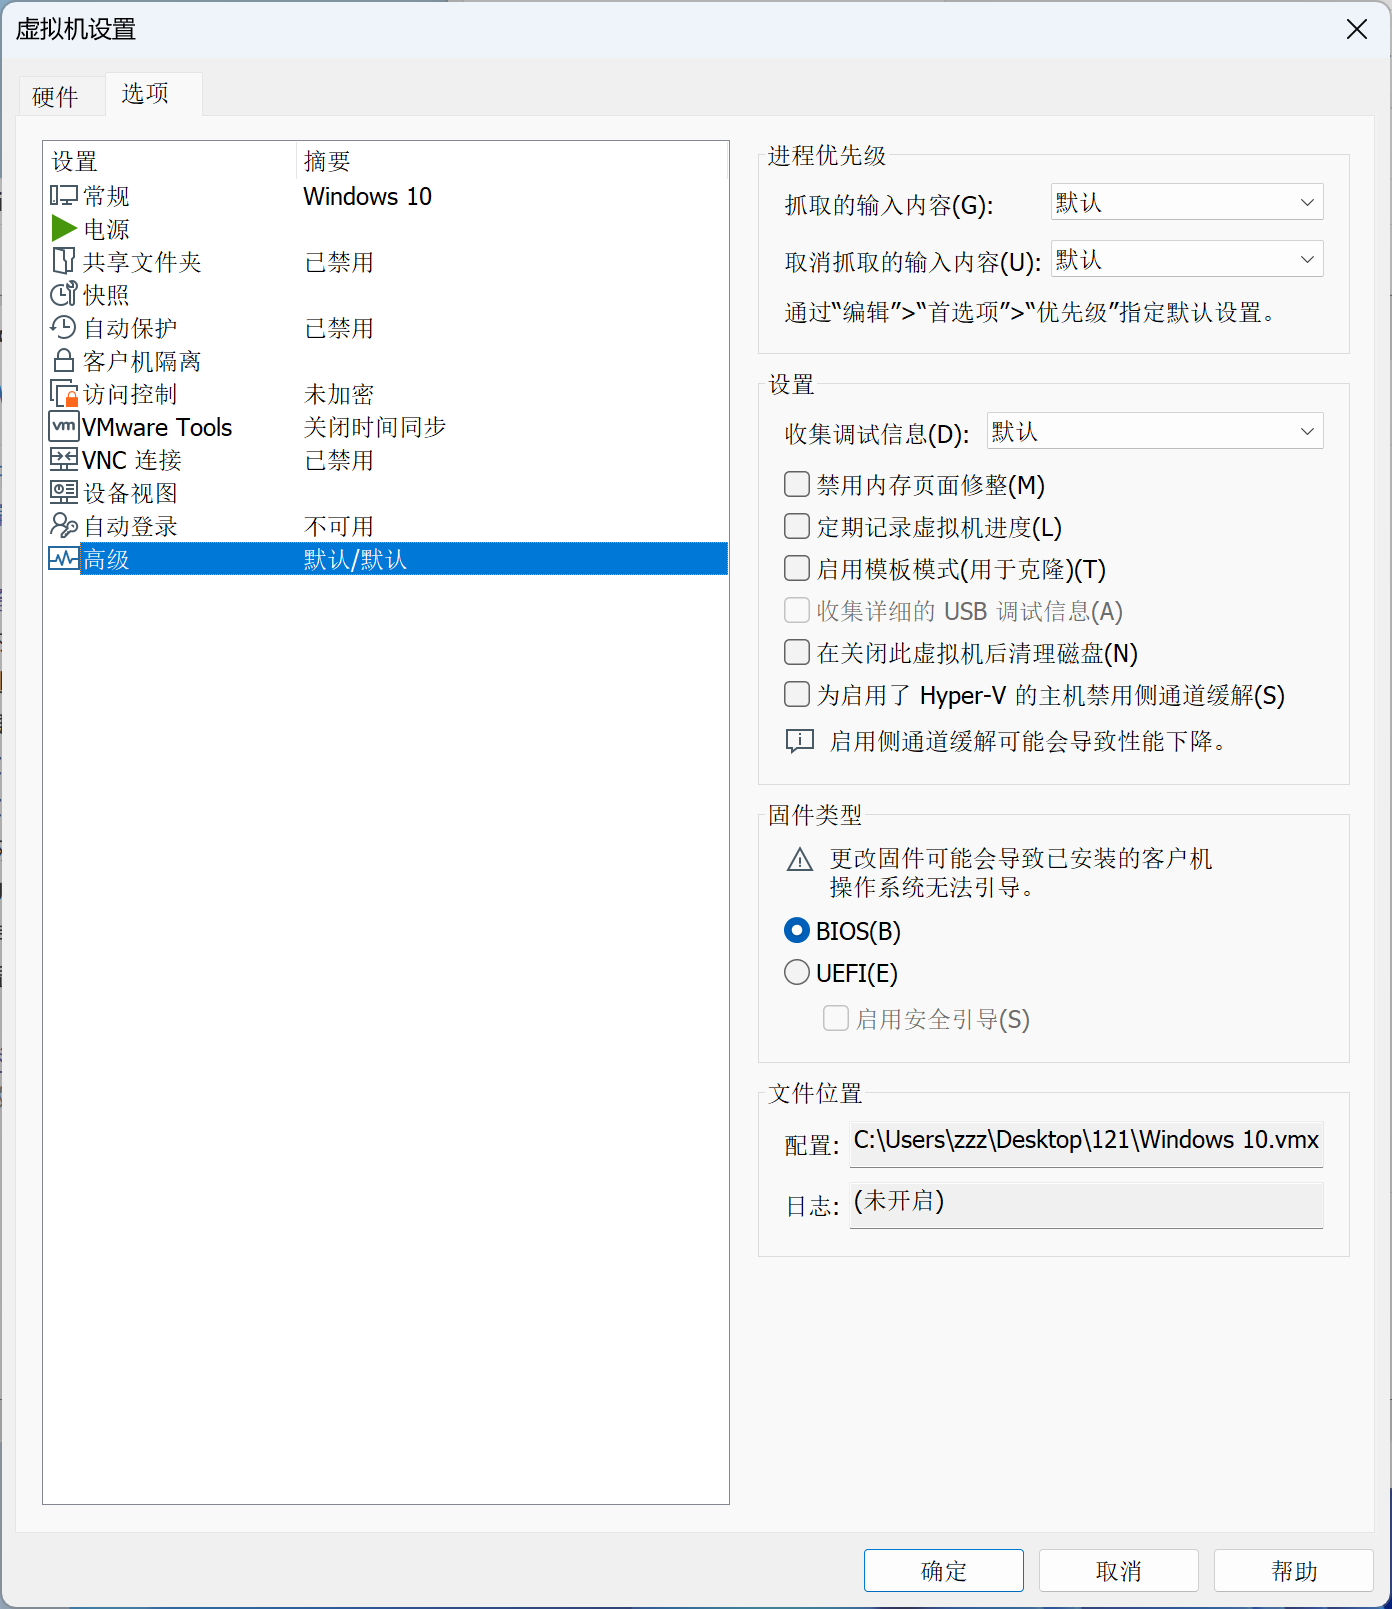 虚拟机设置
硬件
选项
设置 摘要
常规 Windows 10
电源
共享文件夹 已禁用
快照
自动保护 已禁用
客户机隔离
访问控制 未加密
vm VMware Tools 关闭时间同步
VNC 连接 已禁用
设备视图
自动登录 不可用
高级 默认/默认
进程优先级
抓取的输入内容(G): 默认
取消抓取的输入内容(U): 默认
通过“编辑”>“首选项”>“优先级”指定默认设置。
设置
收集调试信息(D): 默认
禁用内存页面修整(M)
定期记录虚拟机进度(L)
启用模板模式(用于克隆)(T)
收集详细的 USB 调试信息(A)
在关闭此虚拟机后清理磁盘(N)
为启用了 Hyper-V 的主机禁用侧通道缓解(S)
启用侧通道缓解可能会导致性能下降。
固件类型
更改固件可能会导致已安装的客户机
操作系统无法引导。
BIOS(B)
UEFI(E)
启用安全引导(S)
文件位置
配置: C:\Users\zzz\Desktop\121\Windows 10.vmx
日志: (未开启)
确定 取消 帮助